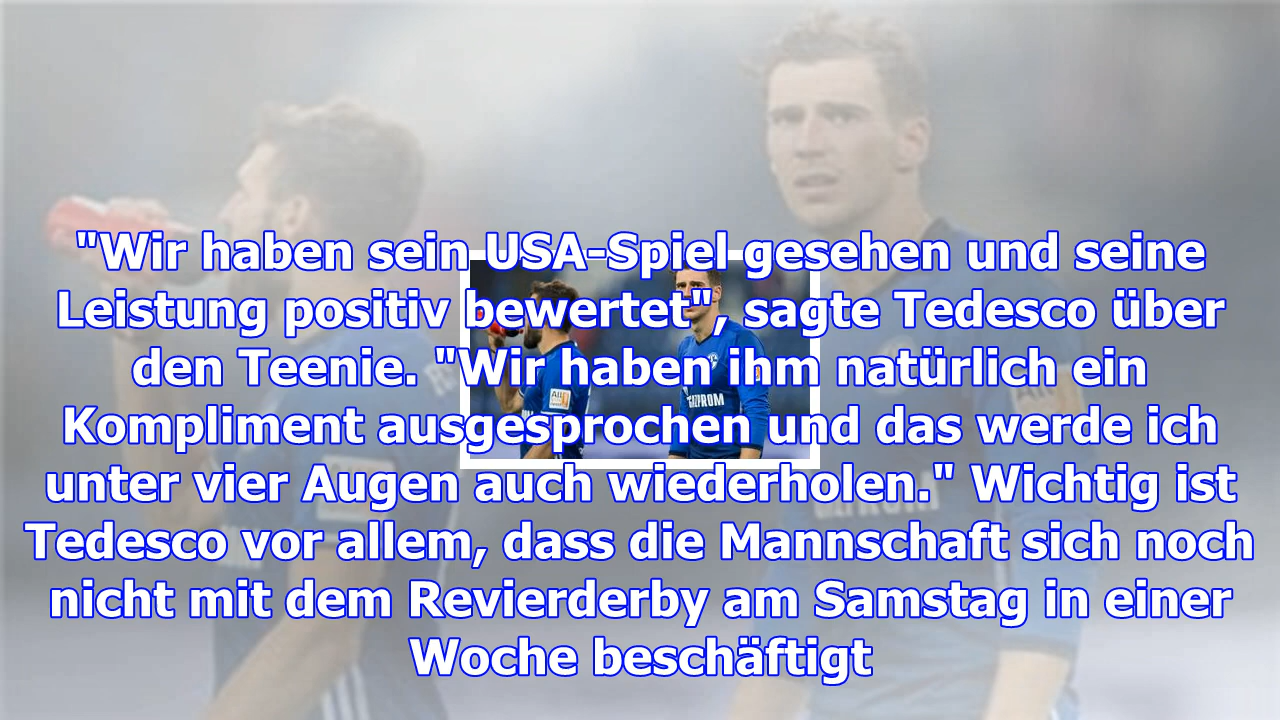 "Wir haben sein USA-Spiel gesehen und seine
Leistung positiv bewertet", sagte Tedesco über
den Teenie. "Wir haben ihm natürlich ein
Kompliment ausgesprochen und das werde ich
unter vier Augen auch wiederholen." Wichtig ist
Tedesco vor allem, dass die Mannschaft sich noch
nicht mit dem Revierderby am Samstag in einer
Woche beschäftigt